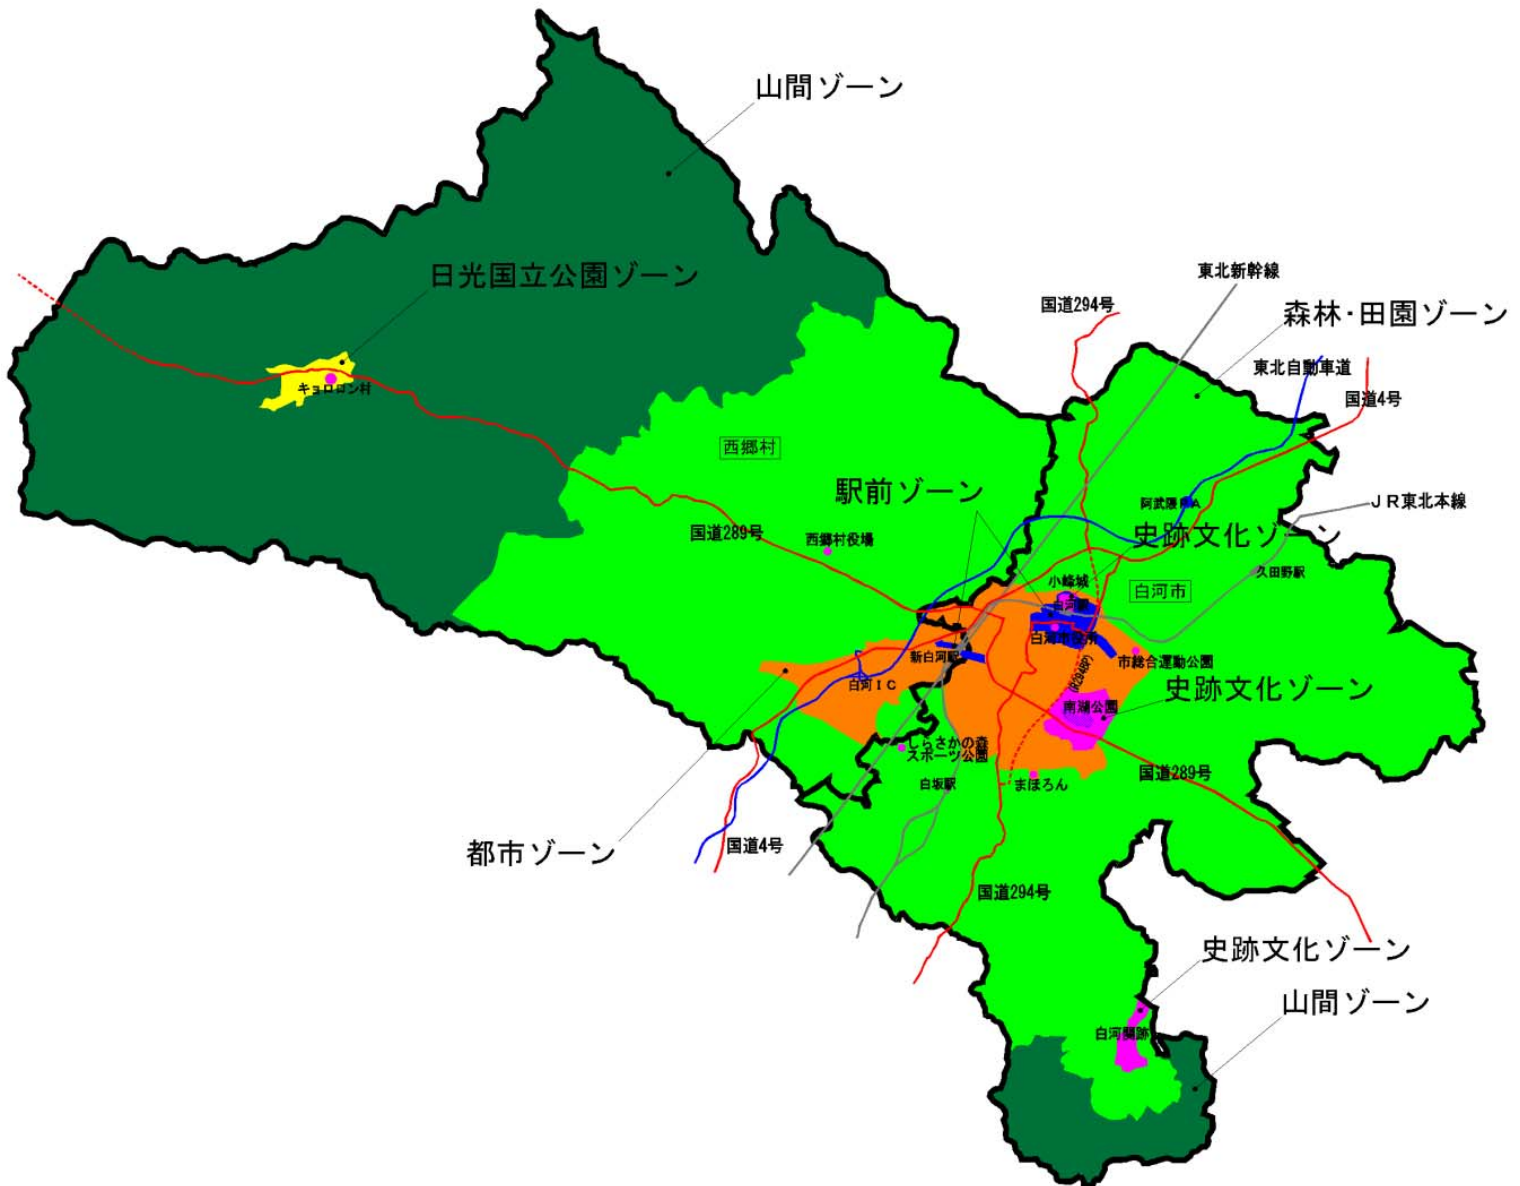 山間ゾーン
日光国立公園ゾーン
東北新幹線
国道294号
森林・田園ゾーン
東北自動車道
キョロロン村
国道4号
西郷村
駅前ゾーン
阿武隈PA
JR東北本線
国道289号
西郷村役場
史跡文化ゾーン
久田野駅
小峰城
白河市
白河駅
白河市役所
新白河駅
市総合運動公園
(R294BP)
白河IC
史跡文化ゾーン
南湖公園
しらさかの森
スポーツ公園
国道289号
白坂駅
まほろん
都市ゾーン
国道4号
国道294号
史跡文化ゾーン
山間ゾーン
白河関跡